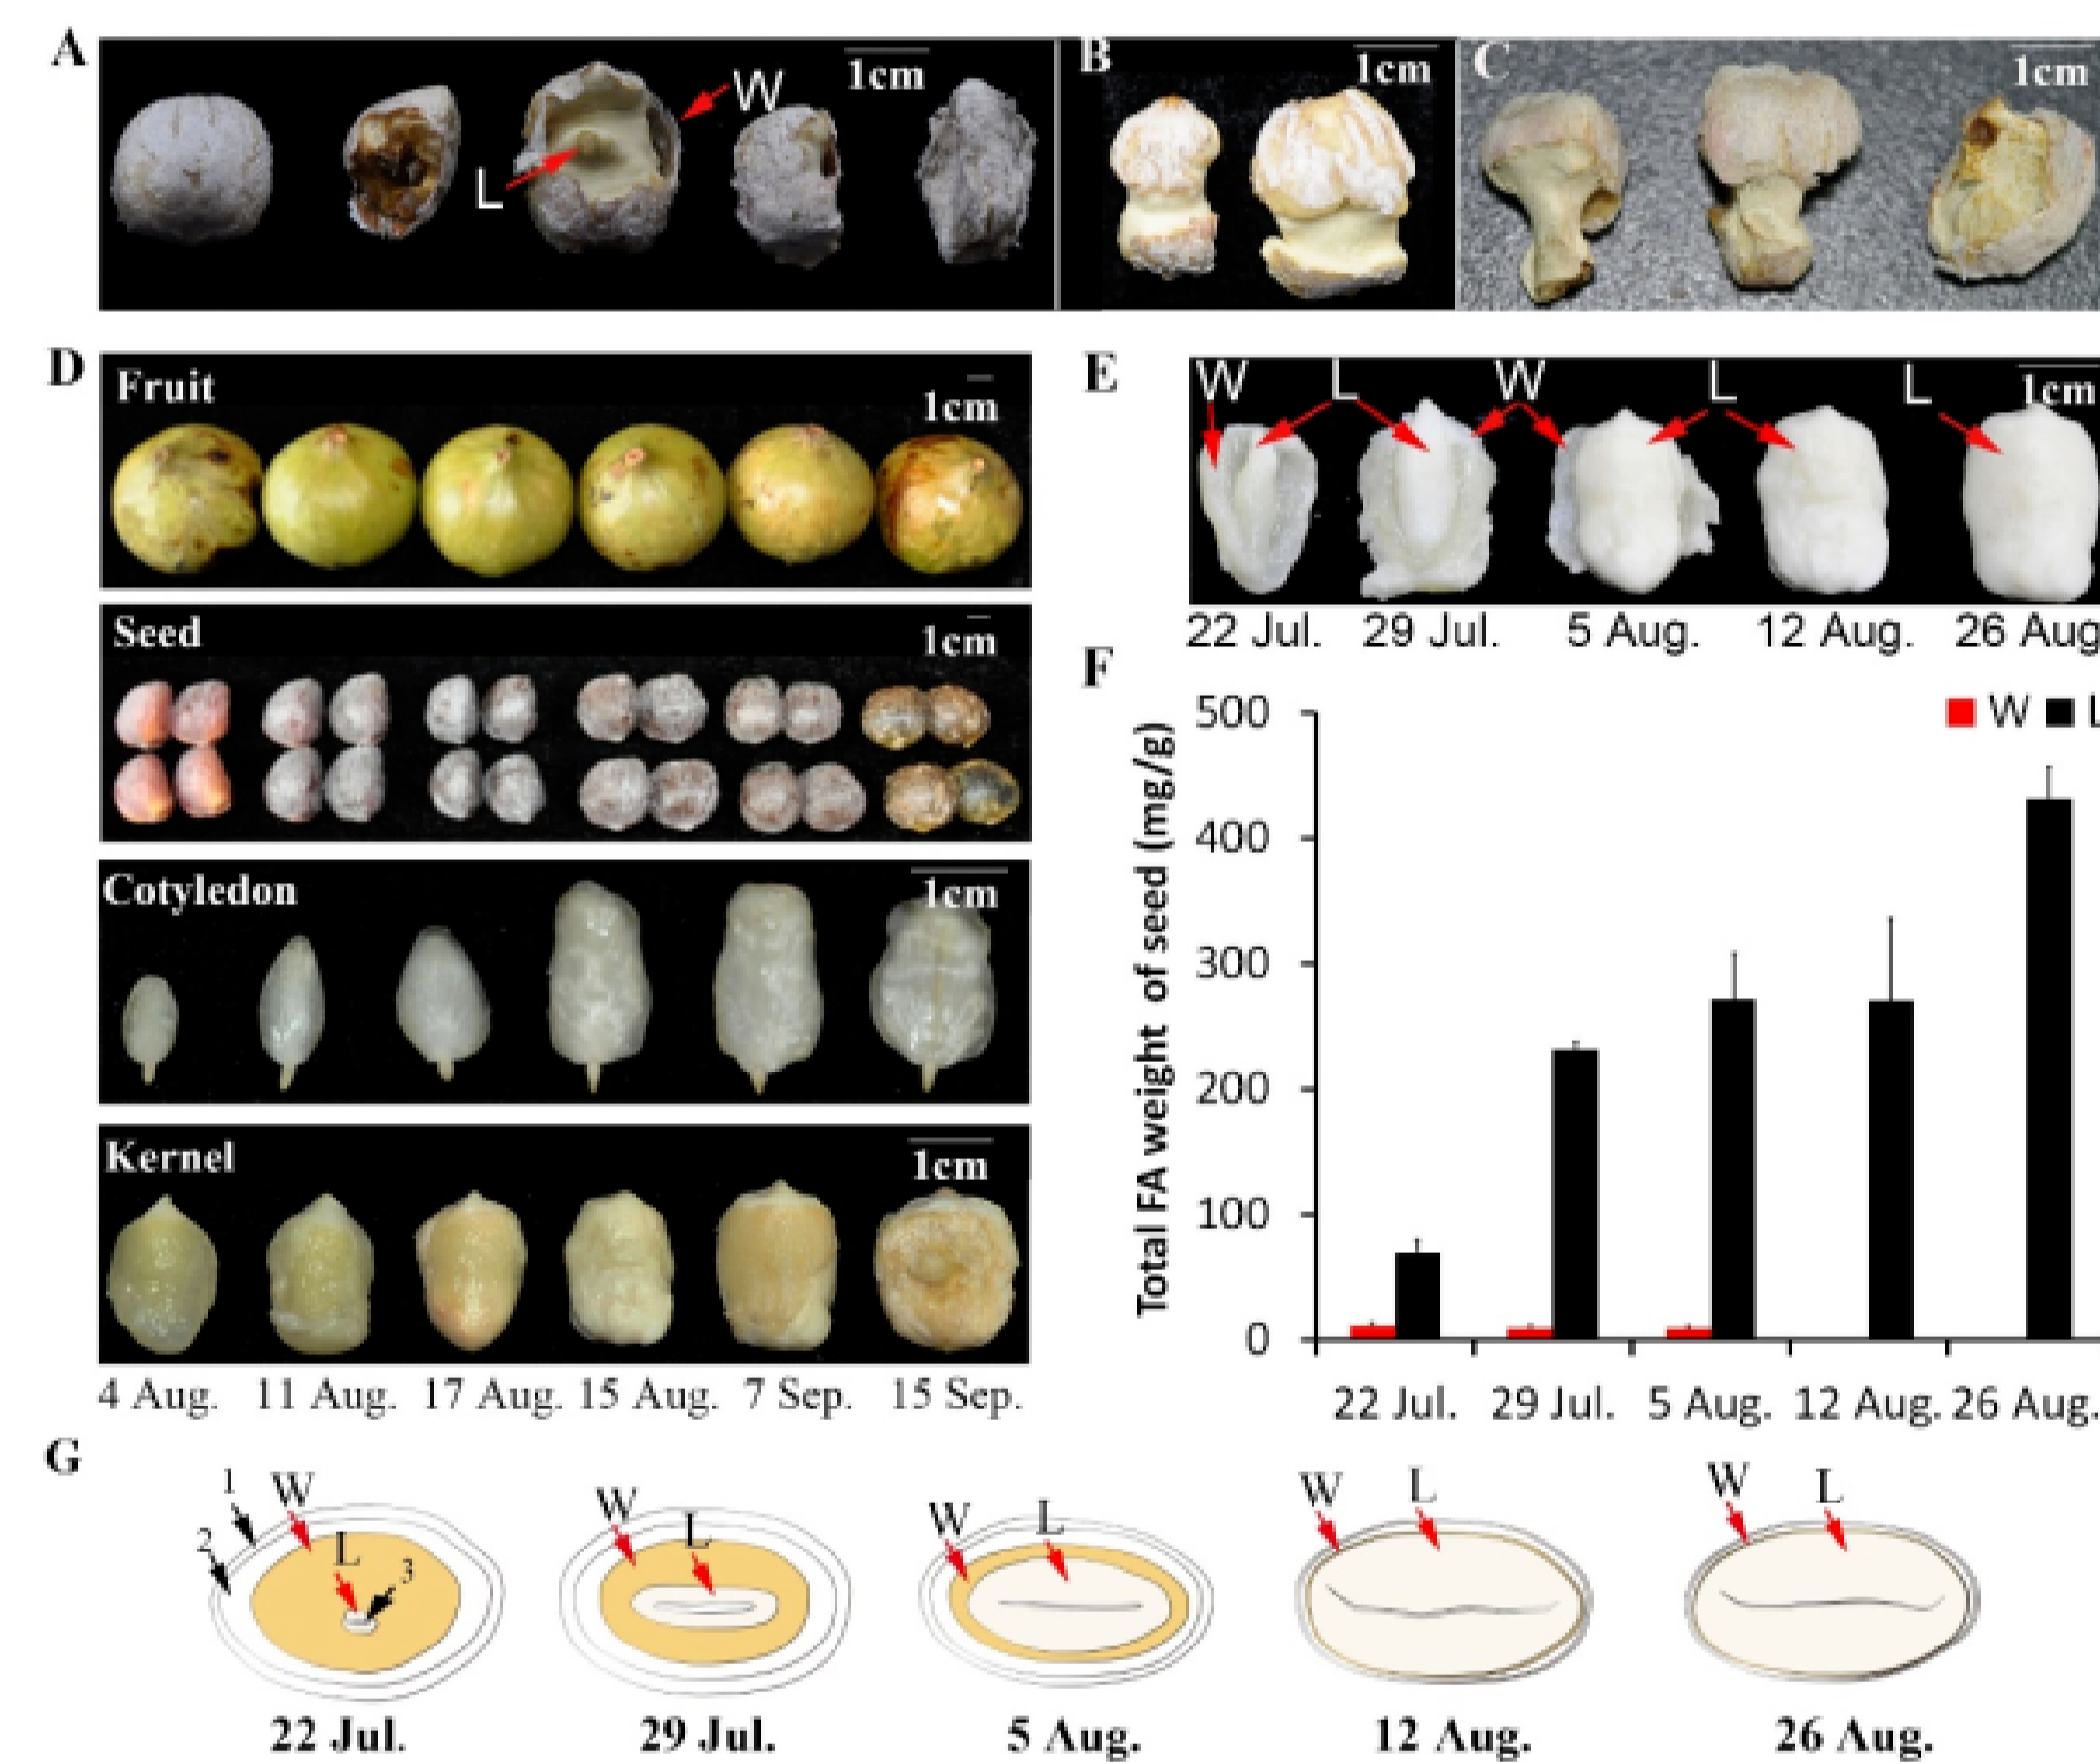 A
W
L
1cm
B
1cm
C
1cm
D
Fruit
1cm
Seed
1cm
Cotyledon
1cm
Kernel
1cm
4 Aug. 11 Aug. 17 Aug. 15 Aug. 7 Sep. 15 Sep.
E
W L W L L
1cm
22 Jul. 29 Jul. 5 Aug. 12 Aug. 26 Aug
F
W L
Total FA weight of seed (mg/g)
500
400
300
200
100
0
22 Jul. 29 Jul. 5 Aug. 12 Aug. 26 Aug.
G
1 W
2 L 3
W L
W L
W L
W L
22 Jul. 29 Jul. 5 Aug. 12 Aug. 26 Aug.